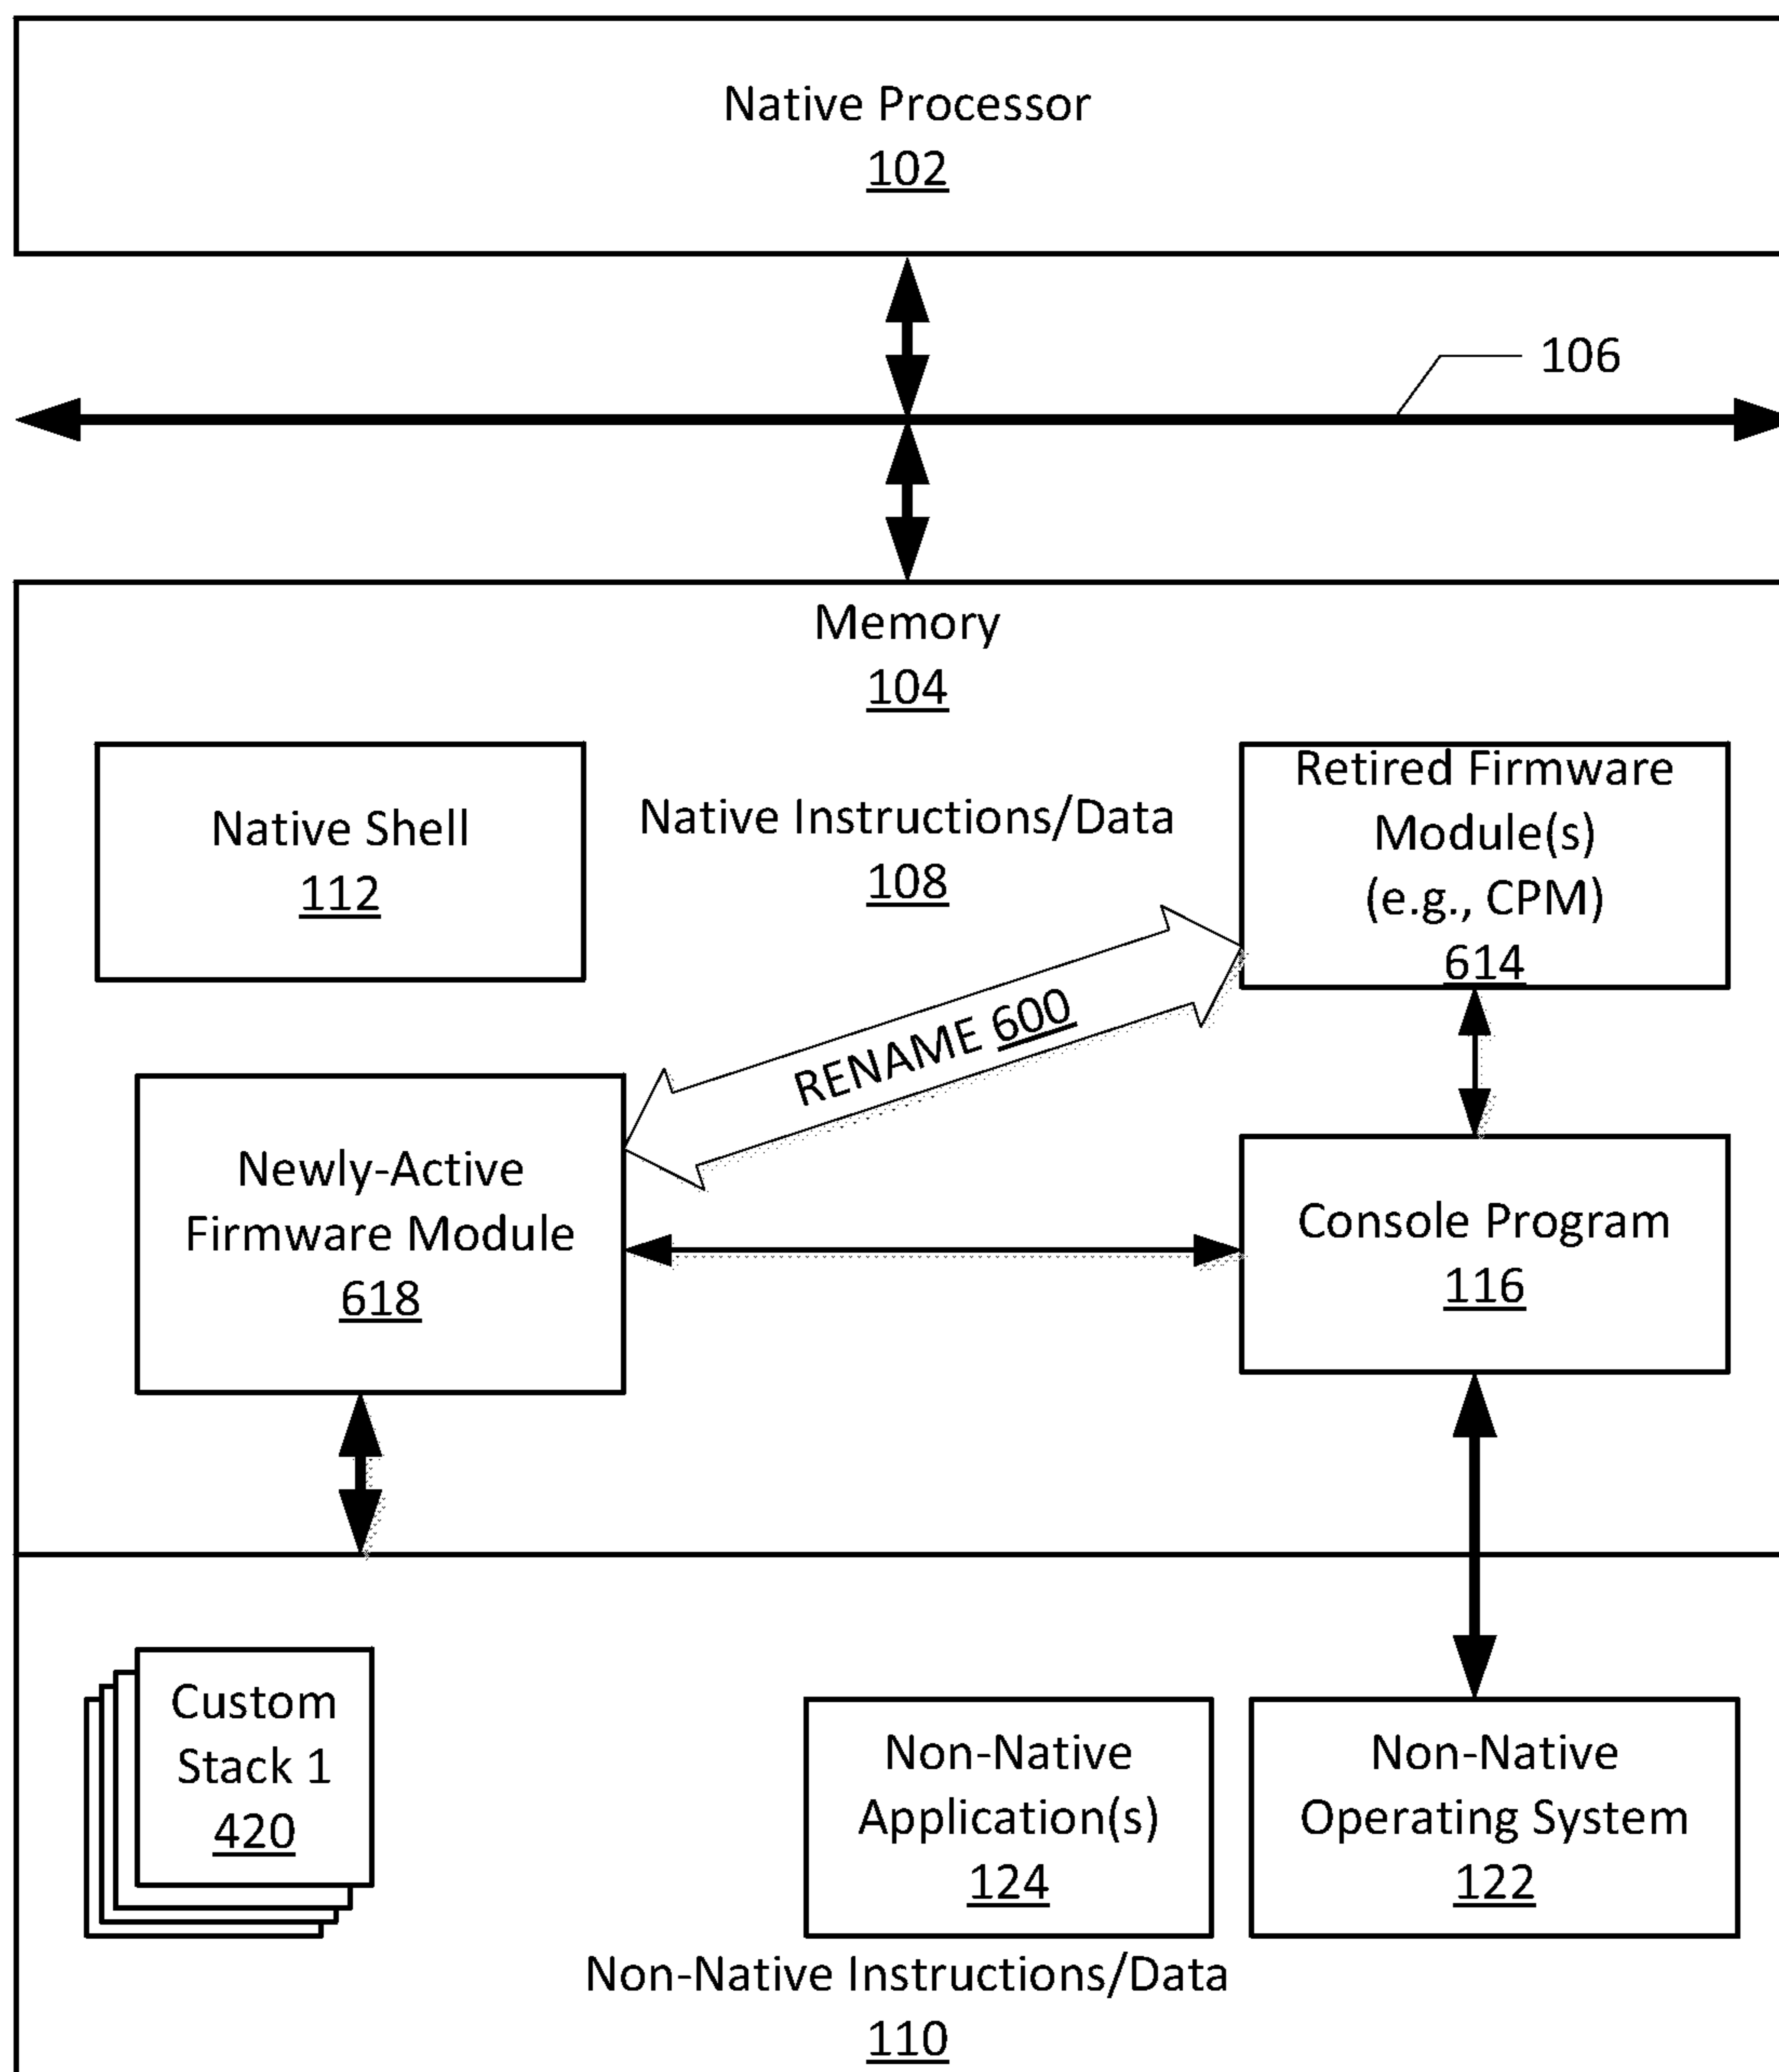 Native Processor
102
106
Memory
104
Native Shell
112
Native Instructions/Data
108
Retired Firmware
Module(s)
(e.g., CPM)
614
RENAME 600
Newly-Active
Firmware Module
618
Console Program
116
Custom
Stack 1
420
Non-Native
Application(s)
124
Non-Native
Operating System
122
Non-Native Instructions/Data
110